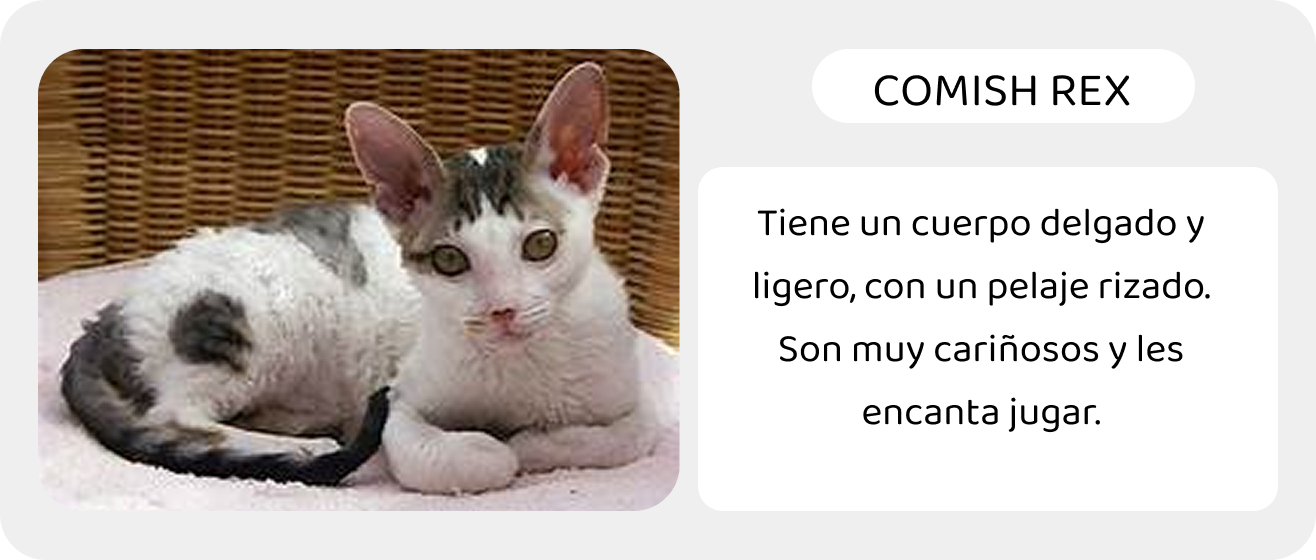 COMISH REX
Tiene un cuerpo delgado y
ligero, con un pelaje rizado.
Son muy cariñosos y les
encanta jugar.